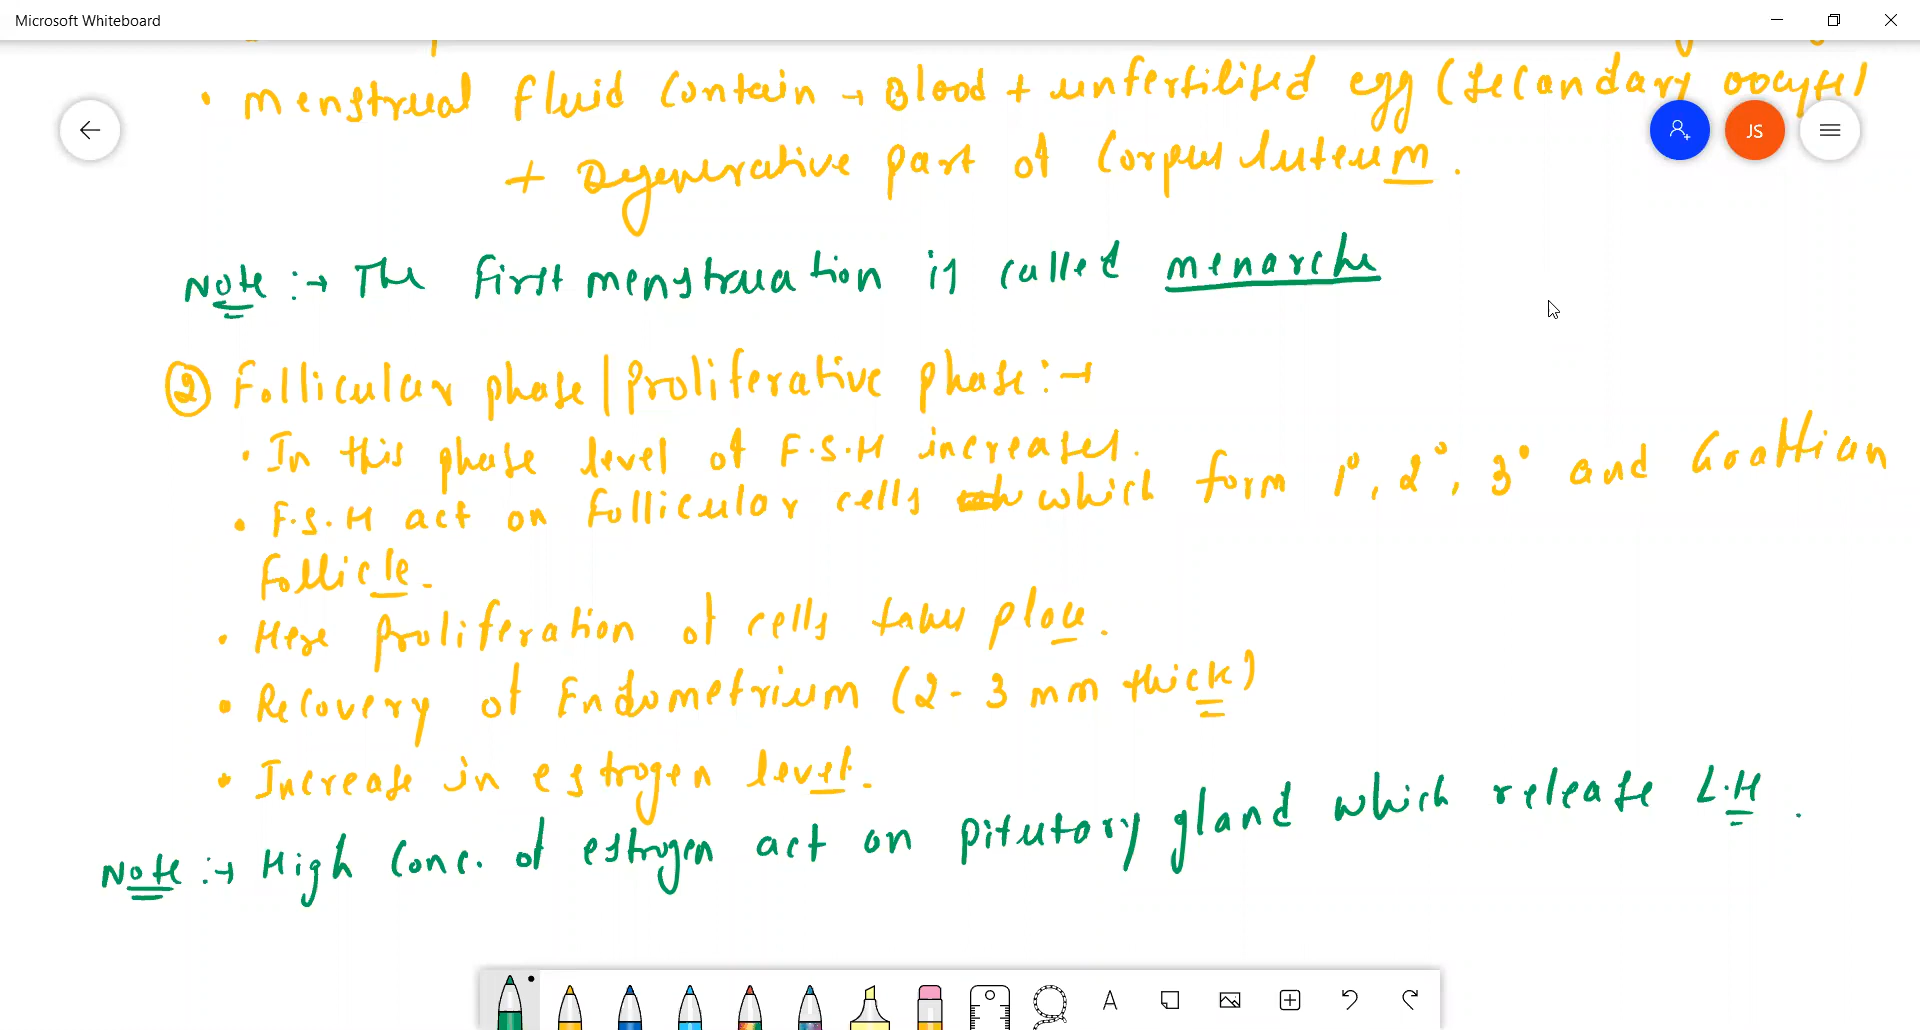 Microsoft Whiteboard
• menstrual fluid contain → Blood + unfertilised egg (secondary oocyte)
+ Degenerative part of Corpus luteum.
JS
Note :→ The first menstruation is called menarche
② Follicular phase | proliferative phase :→
• In this phase level of F.S.H increases.
• F.S.H act on follicular cells which form 1°, 2°, 3° and Graffian
follicle.
• Here proliferation of cells takes place.
• Recovery of Endometrium (2-3 mm thick)
• Increase in estrogen level.
Note :→ High conc. of estrogen act on pitutory gland which release L.H.